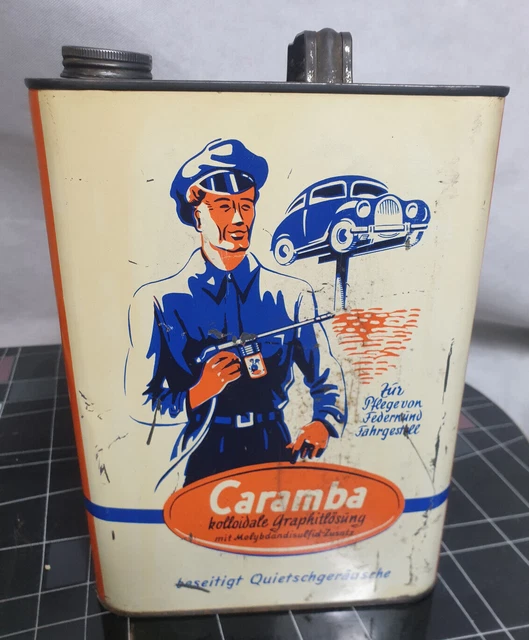 Zur
Pflege von
Federn und
Fahrgestell
Caramba
kolloidale Graphitlösung
mit Molybdändisulfid-Zusatz
beseitigt Quietschgeräusche